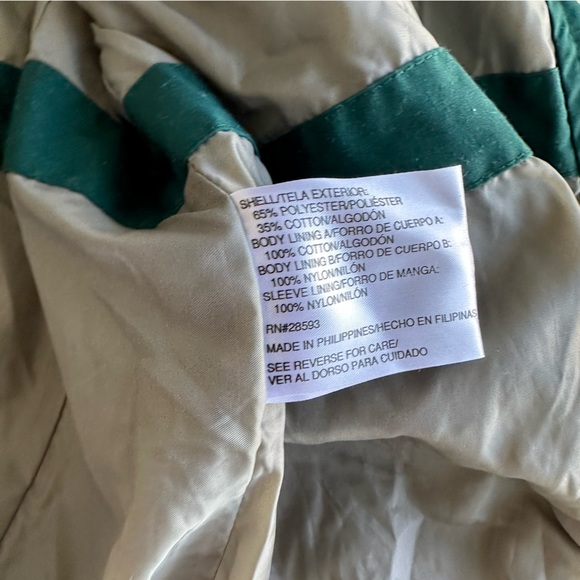 SHELL/TELA EXTERIOR:
65% POLYESTER/POLIÉSTER
35% COTTON/ALGODÓN
BODY LINING A/FORRO DE CUERPO A:
100% COTTON/ALGODÓN
BODY LINING B/FORRO DE CUERPO B:
100% NYLON/NILÓN
SLEEVE LINING/FORRO DE MANGA:
100% NYLON/NILÓN
RN#28593
MADE IN PHILIPPINES/HECHO EN FILIPINAS
SEE REVERSE FOR CARE/
VER AL DORSO PARA CUIDADO